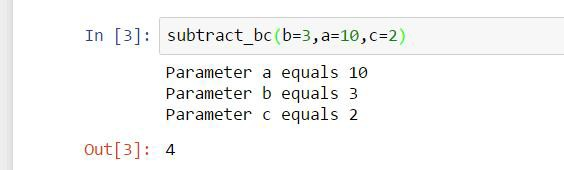 In [3]: subtract_bc(b=3,a=10,c=2)
Parameter a equals 10
Parameter b equals 3
Parameter c equals 2
Out[3]: 4